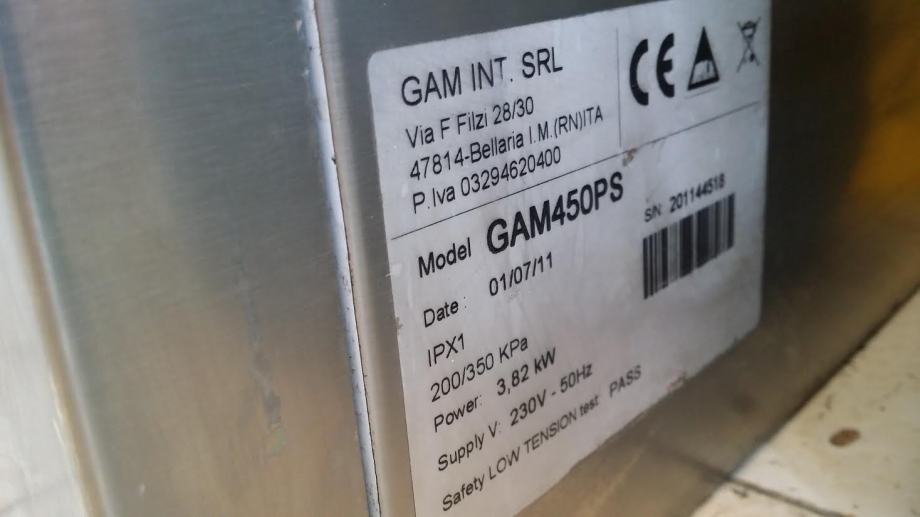 GAM INT. SRL
Via F Filzi 28/30
47814-Bellaria I.M.(RN)ITA
P.Iva 03294620400
CE
Model GAM450PS
S/N: 201144518
Date : 01/07/11
IPX1
200/350 KPa
Power: 3,82 kW
Supply V: 230V - 50Hz
Safety LOW TENSION test: PASS